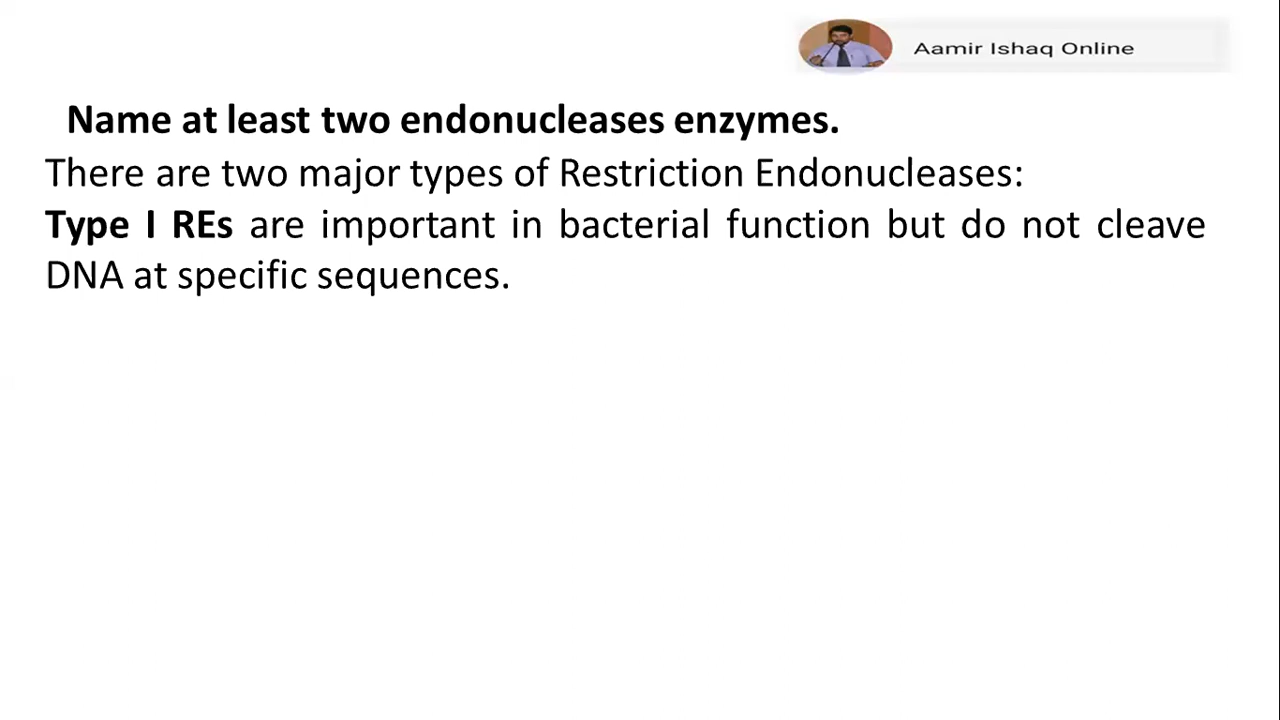 Aamir Ishaq Online
Name at least two endonucleases enzymes.
There are two major types of Restriction Endonucleases:
Type I REs are important in bacterial function but do not cleave
DNA at specific sequences.